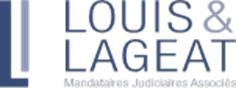 LOUIS &
LAGEAT
Mandataires Judiciaires Associés